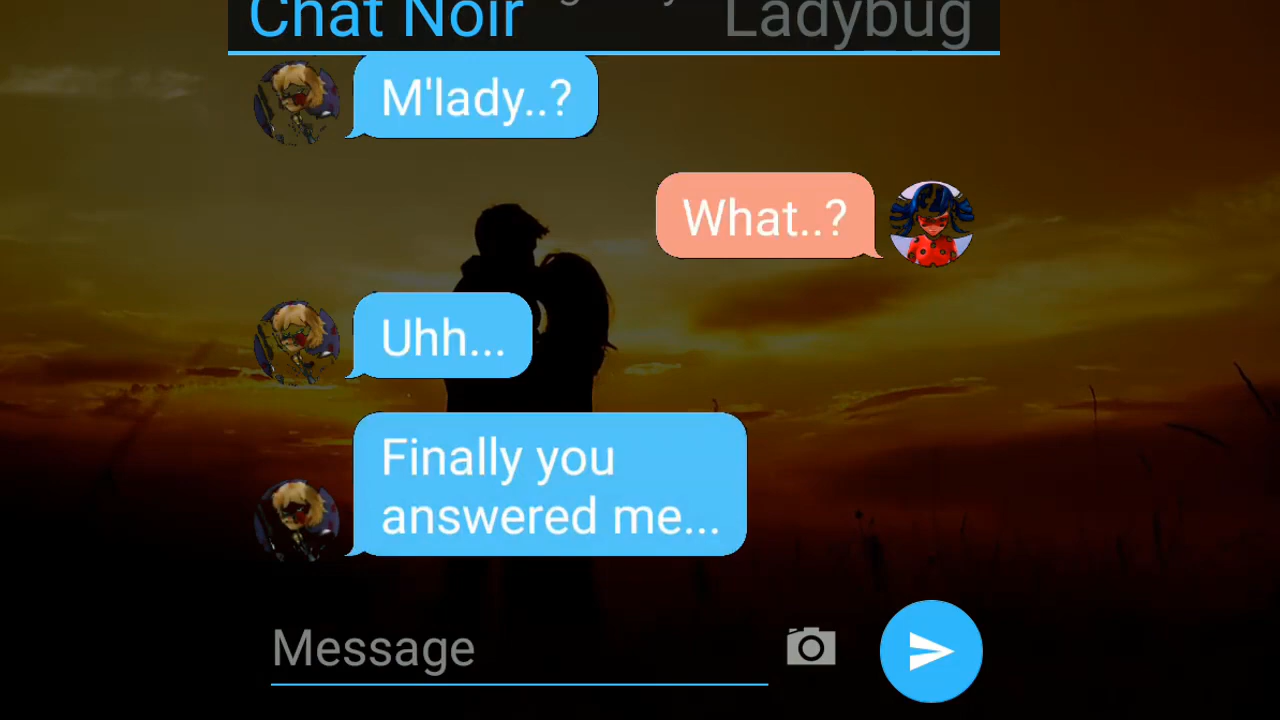 Chat Noir Ladybug
M'lady..?
What..?
Uhh...
Finally you
answered me...
Message